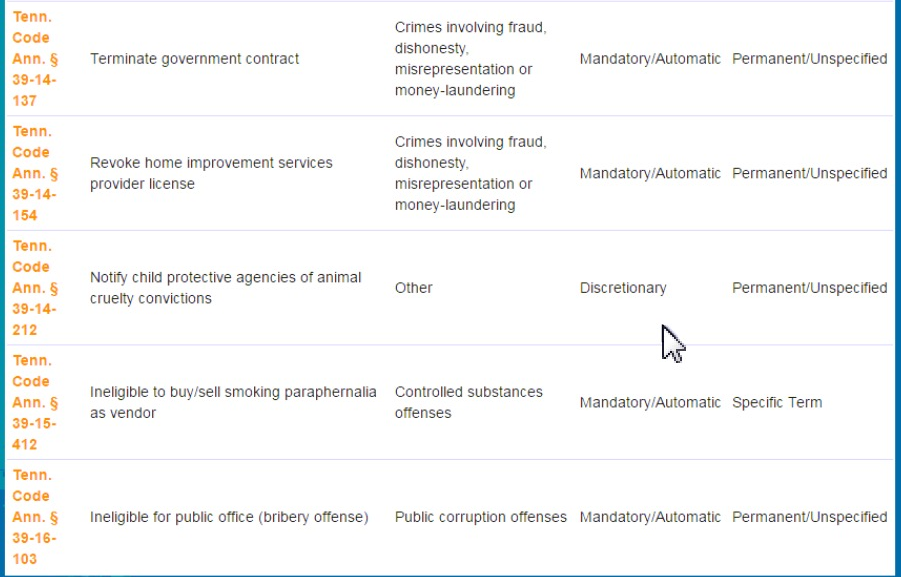 Tenn.
Code
Ann. §
39-14-
137
Terminate government contract
Crimes involving fraud,
dishonesty,
misrepresentation or
money-laundering
Mandatory/Automatic
Permanent/Unspecified
Tenn.
Code
Ann. §
39-14-
154
Revoke home improvement services
provider license
Crimes involving fraud,
dishonesty,
misrepresentation or
money-laundering
Mandatory/Automatic
Permanent/Unspecified
Tenn.
Code
Ann. §
39-14-
212
Notify child protective agencies of animal
cruelty convictions
Other
Discretionary
Permanent/Unspecified
Tenn.
Code
Ann. §
39-15-
412
Ineligible to buy/sell smoking paraphernalia
as vendor
Controlled substances
offenses
Mandatory/Automatic
Specific Term
Tenn.
Code
Ann. §
39-16-
103
Ineligible for public office (bribery offense)
Public corruption offenses
Mandatory/Automatic
Permanent/Unspecified